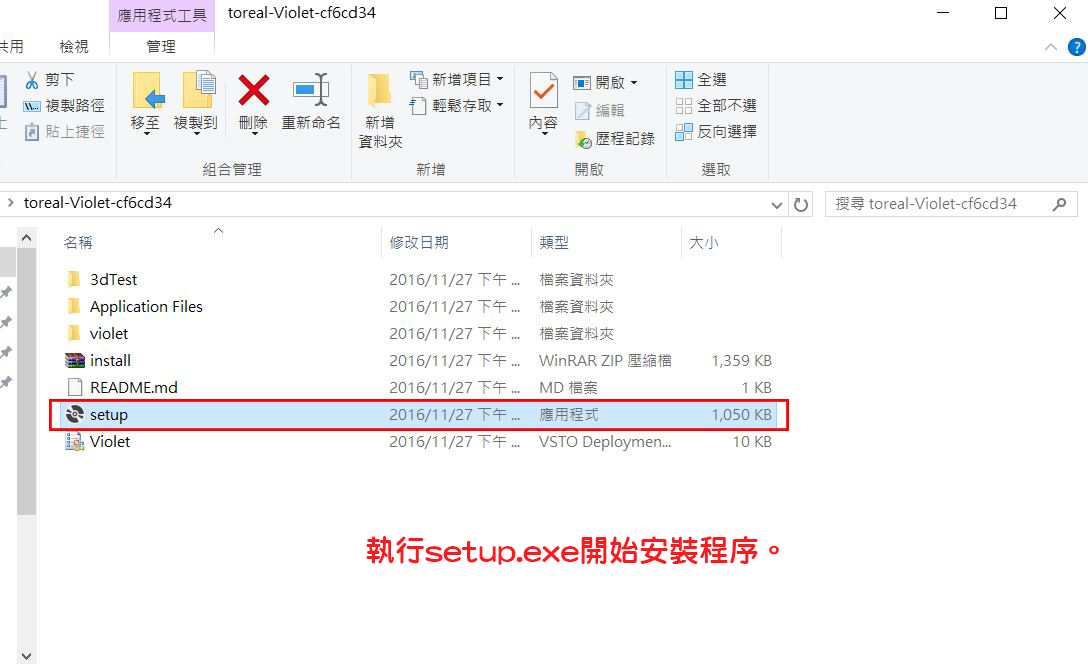 應用程式工具 toreal-Violet-cf6cd34
共用 檢視 管理
剪下
複製路徑
貼上捷徑
移至
複製到
刪除
重新命名
組合管理
新增
資料夾
新增項目
輕鬆存取
新增
內容
開啟
編輯
歷程記錄
開啟
全選
全部不選
反向選擇
選取
toreal-Violet-cf6cd34
搜尋 toreal-Violet-cf6cd34
名稱 修改日期 類型 大小
3dTest 2016/11/27 下午 ... 檔案資料夾
Application Files 2016/11/27 下午 ... 檔案資料夾
violet 2016/11/27 下午 ... 檔案資料夾
install 2016/11/27 下午 ... WinRAR ZIP 壓縮檔 1,359 KB
README.md 2016/11/27 下午 ... MD 檔案 1 KB
setup 2016/11/27 下午 ... 應用程式 1,050 KB
Violet 2016/11/27 下午 ... VSTO Deploymen... 10 KB
執行setup.exe開始安裝程序。